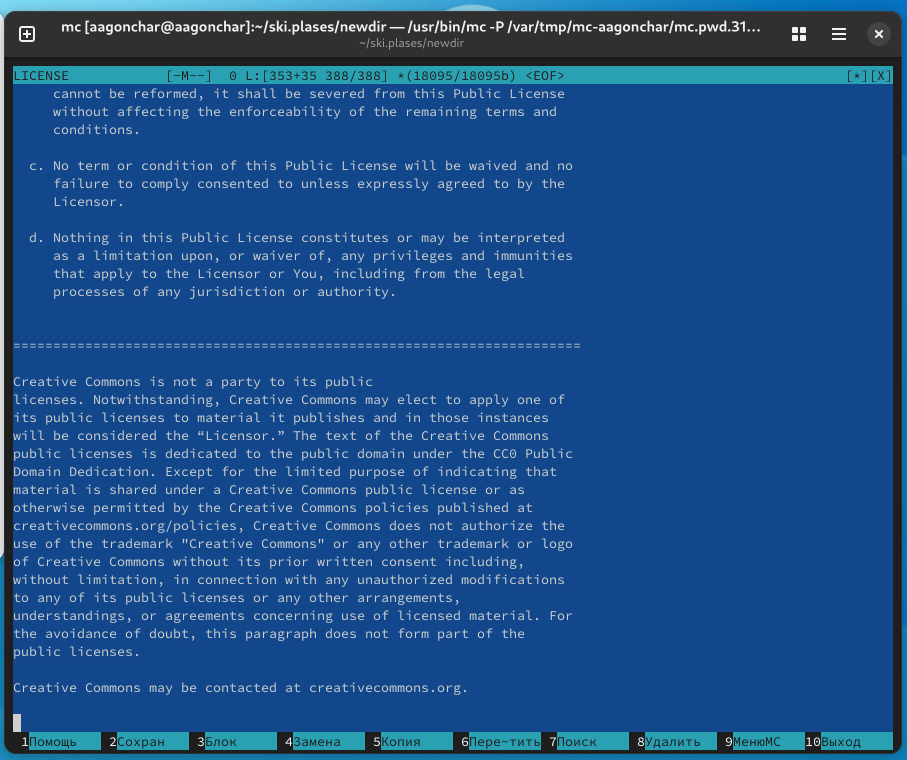 mc [aagonchar@aagonchar]:~/ski.plases/newdir — /usr/bin/mc -P /var/tmp/mc-aagonchar/mc.pwd.31…
~/ski.plases/newdir
LICENSE [-M--] 0 L:[353+35 388/388] *(18095/18095b) <EOF> [*][X]
cannot be reformed, it shall be severed from this Public License
without affecting the enforceability of the remaining terms and
conditions.
c. No term or condition of this Public License will be waived and no
failure to comply consented to unless expressly agreed to by the
Licensor.
d. Nothing in this Public License constitutes or may be interpreted
as a limitation upon, or waiver of, any privileges and immunities
that apply to the Licensor or You, including from the legal
processes of any jurisdiction or authority.
=======================================================================
Creative Commons is not a party to its public
licenses. Notwithstanding, Creative Commons may elect to apply one of
its public licenses to material it publishes and in those instances
will be considered the “Licensor.” The text of the Creative Commons
public licenses is dedicated to the public domain under the CC0 Public
Domain Dedication. Except for the limited purpose of indicating that
material is shared under a Creative Commons public license or as
otherwise permitted by the Creative Commons policies published at
creativecommons.org/policies, Creative Commons does not authorize the
use of the trademark "Creative Commons" or any other trademark or logo
of Creative Commons without its prior written consent including,
without limitation, in connection with any unauthorized modifications
to any of its public licenses or any other arrangements,
understandings, or agreements concerning use of licensed material. For
the avoidance of doubt, this paragraph does not form part of the
public licenses.
Creative Commons may be contacted at creativecommons.org.
1Помощь 2Сохран 3Блок 4Замена 5Копия 6Пере~тить 7Поиск 8Удалить 9МенюMC 10Выход